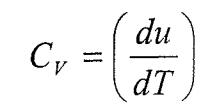 C_V = (du/dT)